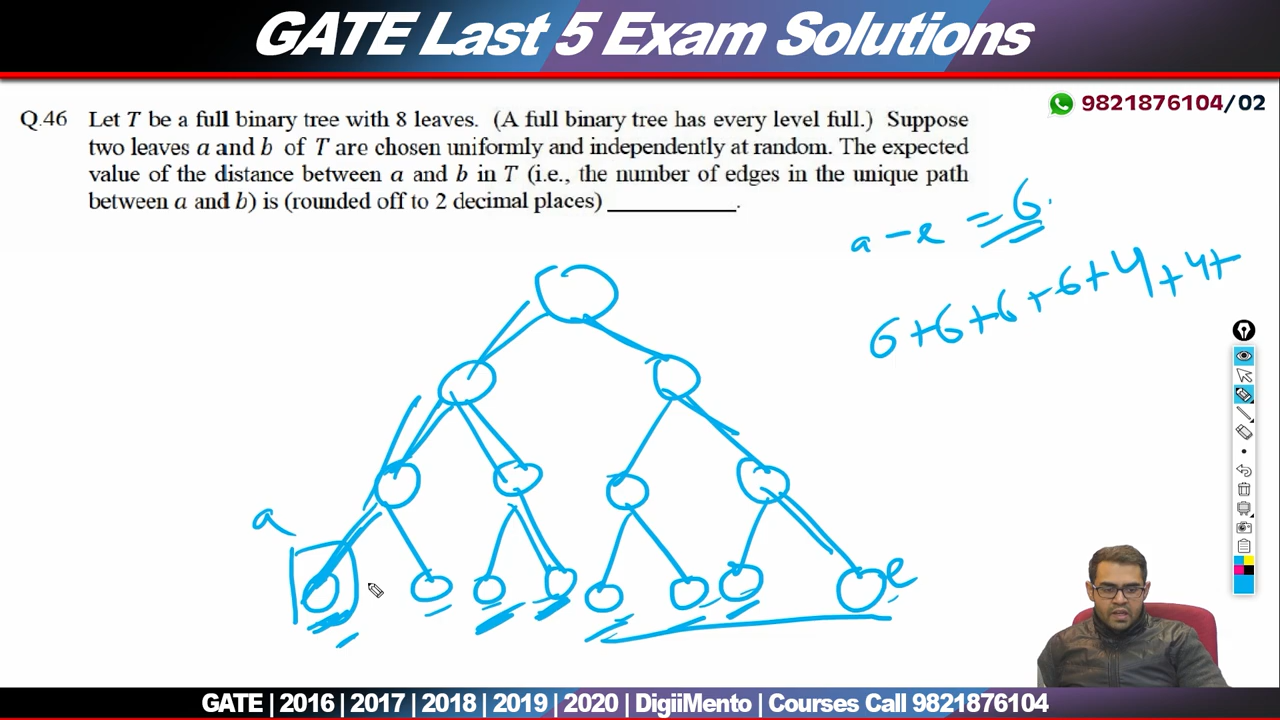 GATE Last 5 Exam Solutions
9821876104/02
Q.46 Let T be a full binary tree with 8 leaves. (A full binary tree has every level full.) Suppose
two leaves a and b of T are chosen uniformly and independently at random. The expected
value of the distance between a and b in T (i.e., the number of edges in the unique path
between a and b) is (rounded off to 2 decimal places) ____________.
a - e = 6.
6+6+6+6+4+4+
a
e
GATE | 2016 | 2017 | 2018 | 2019 | 2020 | DigiiMento | Courses Call 9821876104